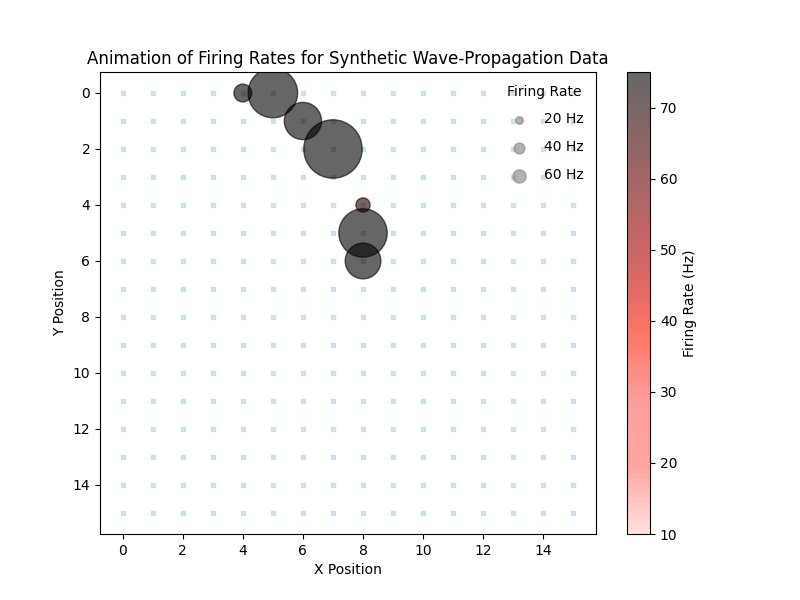 Animation of Firing Rates for Synthetic Wave-Propagation Data
Firing Rate
20 Hz
40 Hz
60 Hz
0
2
4
6
8
10
12
14
Y Position
0
2
4
6
8
10
12
14
X Position
70
60
50
40
30
20
10
Firing Rate (Hz)